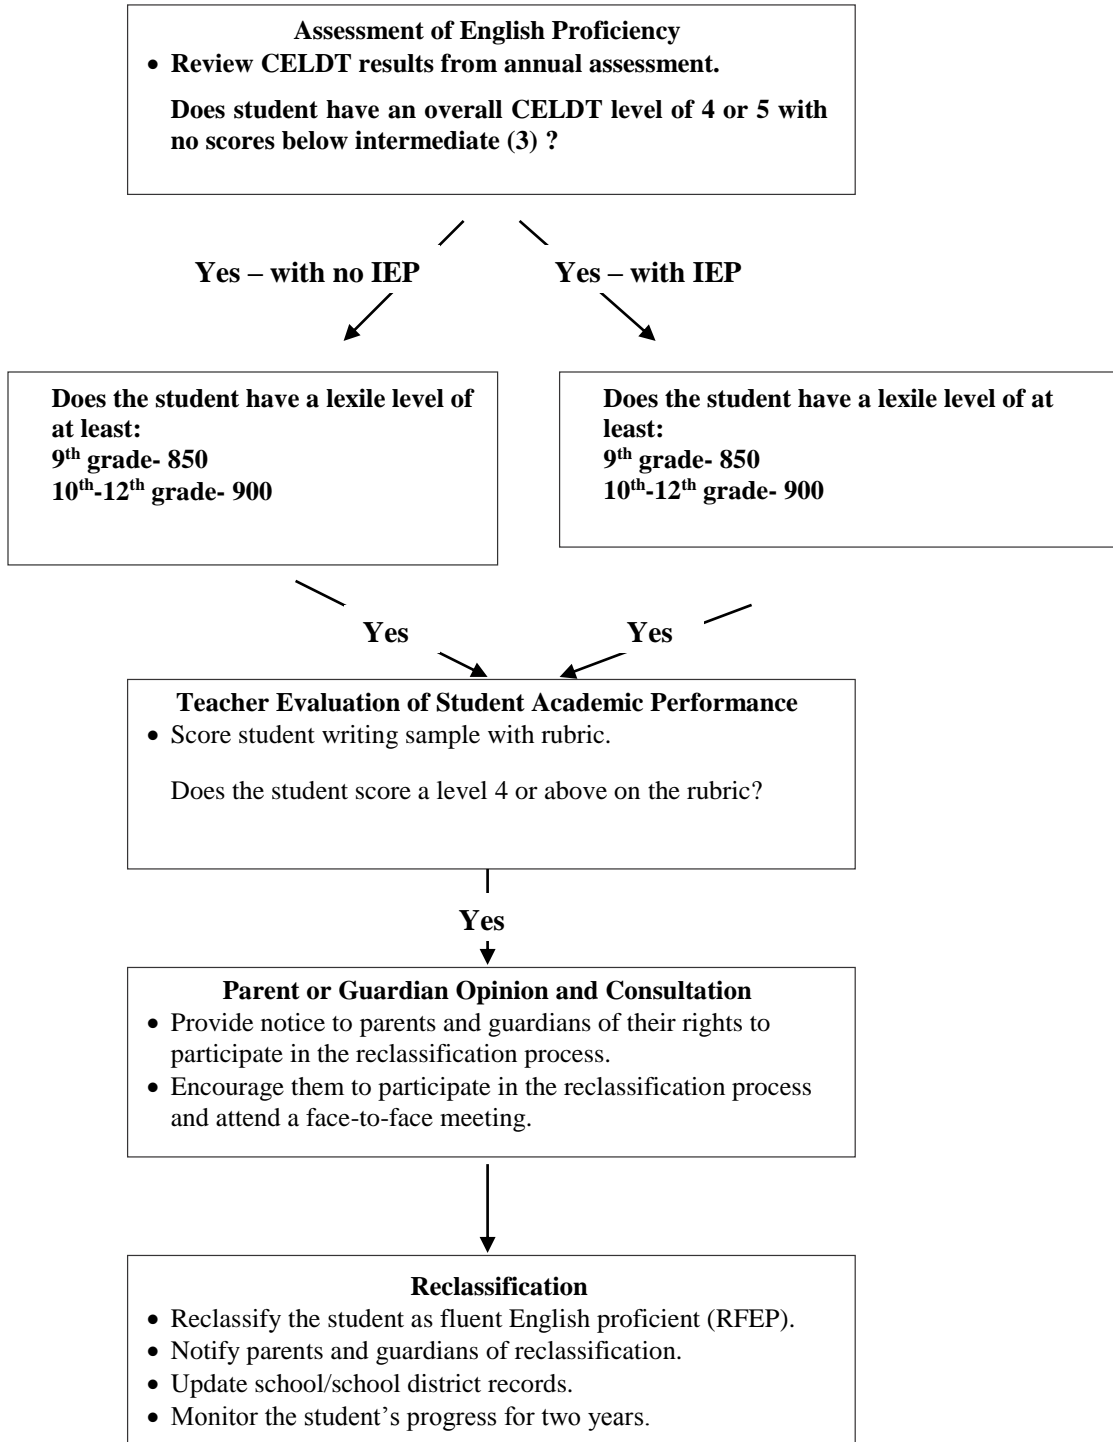 Assessment of English Proficiency
• Review CELDT results from annual assessment.
Does student have an overall CELDT level of 4 or 5 with
no scores below intermediate (3) ?
Yes – with no IEP
Yes – with IEP
Does the student have a lexile level of
at least:
9th grade- 850
10th-12th grade- 900
Does the student have a lexile level of at
least:
9th grade- 850
10th-12th grade- 900
Yes
Yes
Teacher Evaluation of Student Academic Performance
• Score student writing sample with rubric.
Does the student score a level 4 or above on the rubric?
Yes
Parent or Guardian Opinion and Consultation
• Provide notice to parents and guardians of their rights to
participate in the reclassification process.
• Encourage them to participate in the reclassification process
and attend a face-to-face meeting.
Reclassification
• Reclassify the student as fluent English proficient (RFEP).
• Notify parents and guardians of reclassification.
• Update school/school district records.
• Monitor the student’s progress for two years.